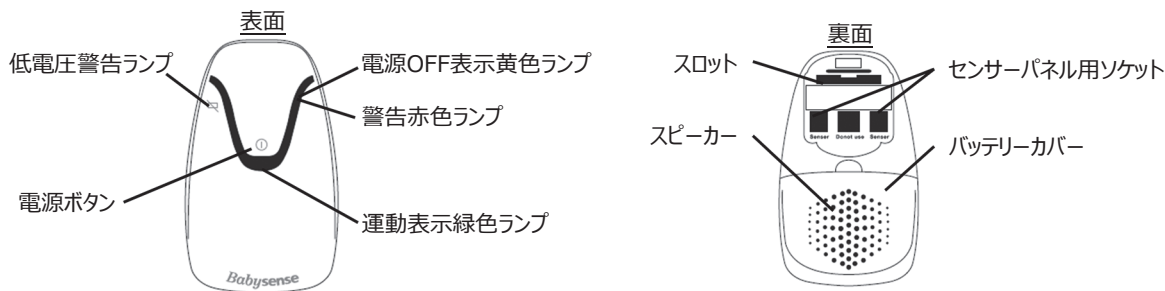 表面
低電圧警告ランプ
電源OFF表示黄色ランプ
警告赤色ランプ
電源ボタン
運動表示緑色ランプ
Babysense
裏面
スロット
センサーパネル用ソケット
Sensor Donot use Sensor
スピーカー
バッテリーカバー